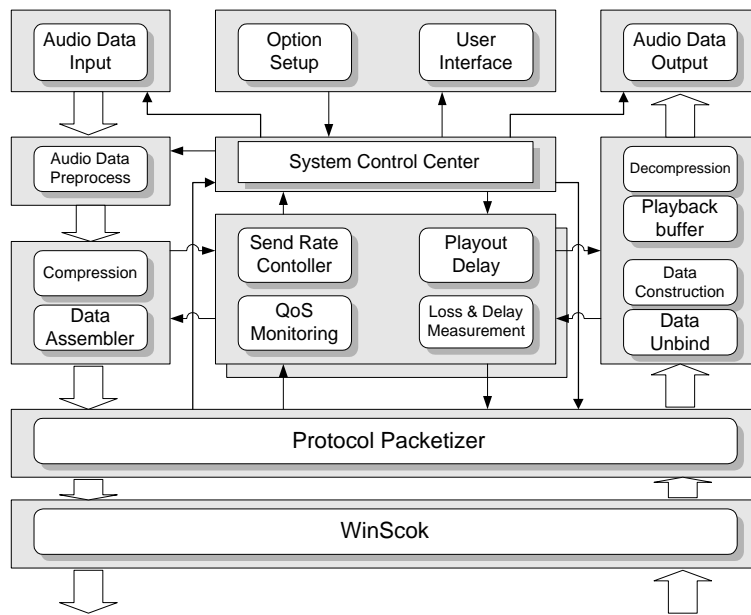 Audio Data
Input
Option
Setup
User
Interface
Audio Data
Output
Audio Data
Preprocess
System Control Center
Decompression
Playback
buffer
Compression
Data
Assembler
Send Rate
Contoller
Playout
Delay
QoS
Monitoring
Loss & Delay
Measurement
Data
Construction
Data
Unbind
Protocol Packetizer
WinScok